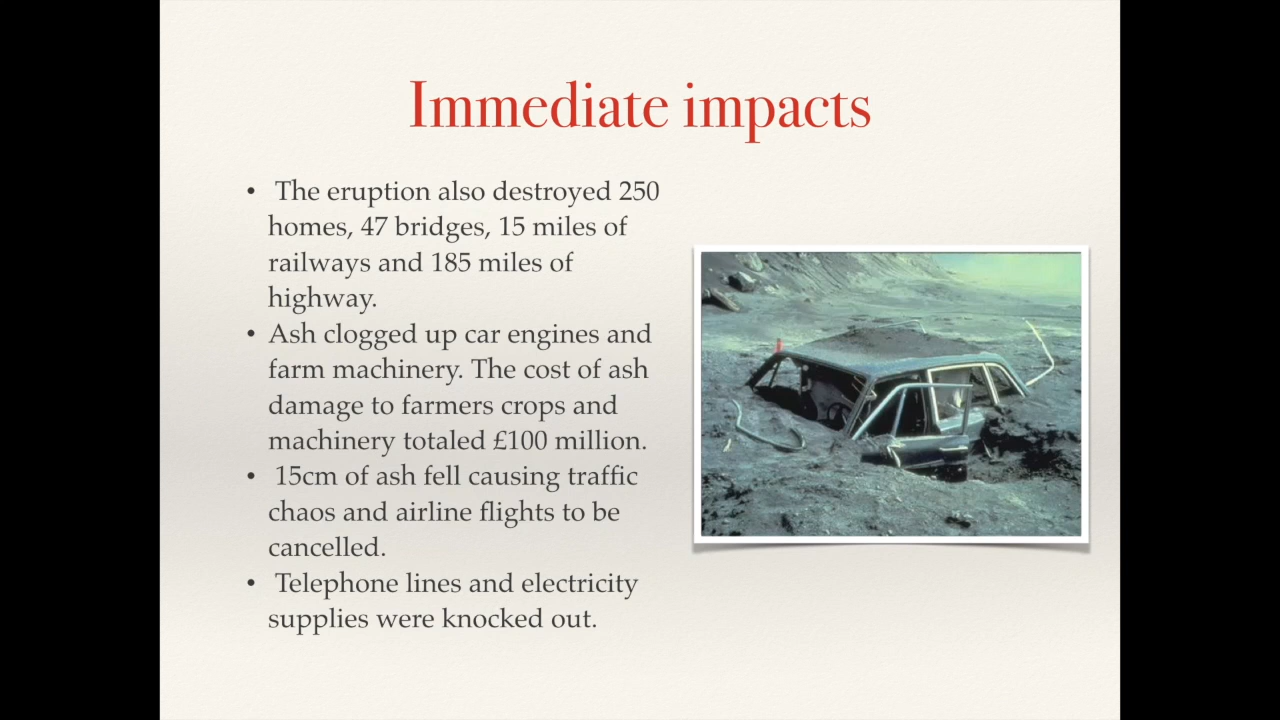 Immediate impacts
• The eruption also destroyed 250
homes, 47 bridges, 15 miles of
railways and 185 miles of
highway.
• Ash clogged up car engines and
farm machinery. The cost of ash
damage to farmers crops and
machinery totaled £100 million.
• 15cm of ash fell causing traffic
chaos and airline flights to be
cancelled.
• Telephone lines and electricity
supplies were knocked out.